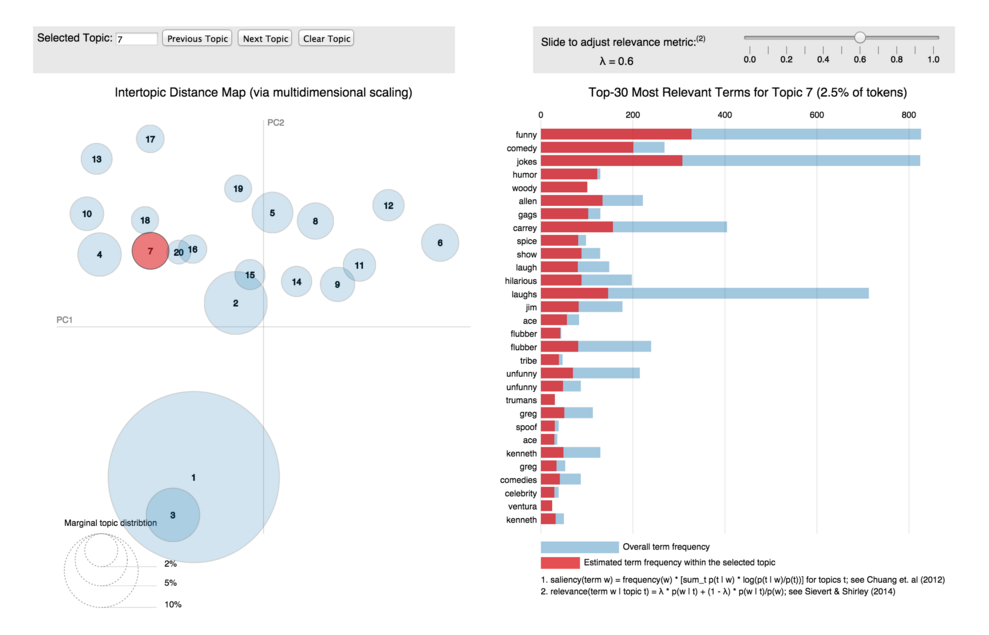 Selected Topic: 7 Previous Topic Next Topic Clear Topic
Slide to adjust relevance metric:(2)
λ = 0.6
0.0 0.2 0.4 0.6 0.8 1.0
Intertopic Distance Map (via multidimensional scaling)
PC2
17
13
19
10
18
5
8
12
4
7
20
16
6
15
11
14
9
2
PC1
1
3
Marginal topic distribtion
2%
5%
10%
Top-30 Most Relevant Terms for Topic 7 (2.5% of tokens)
0 200 400 600 800
funny
comedy
jokes
humor
woody
allen
gags
carrey
spice
show
laugh
hilarious
laughs
jim
ace
flubber
flubber
tribe
unfunny
unfunny
trumans
greg
spoof
ace
kenneth
greg
comedies
celebrity
ventura
kenneth
Overall term frequency
Estimated term frequency within the selected topic
1. saliency(term w) = frequency(w) * [sum_t p(t | w) * log(p(t | w)/p(t))] for topics t; see Chuang et. al (2012)
2. relevance(term w | topic t) = λ * p(w | t) + (1 - λ) * p(w | t)/p(w); see Sievert & Shirley (2014)